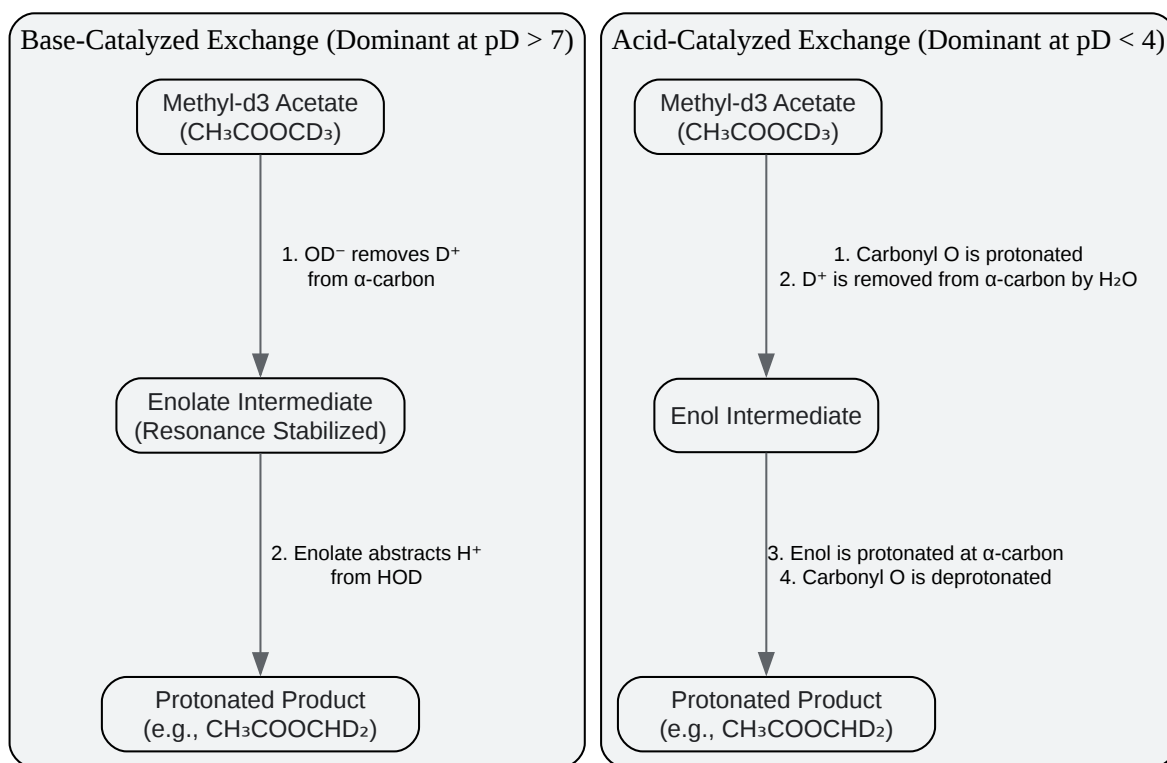 Base-Catalyzed Exchange (Dominant at pD > 7)
Methyl-d3 Acetate
(CH₃COOCD₃)
1. OD⁻ removes D⁺
from α-carbon
Enolate Intermediate
(Resonance Stabilized)
2. Enolate abstracts H⁺
from HOD
Protonated Product
(e.g., CH₃COOCHD₂)
Acid-Catalyzed Exchange (Dominant at pD < 4)
Methyl-d3 Acetate
(CH₃COOCD₃)
1. Carbonyl O is protonated
2. D⁺ is removed from α-carbon by H₂O
Enol Intermediate
3. Enol is protonated at α-carbon
4. Carbonyl O is deprotonated
Protonated Product
(e.g., CH₃COOCHD₂)